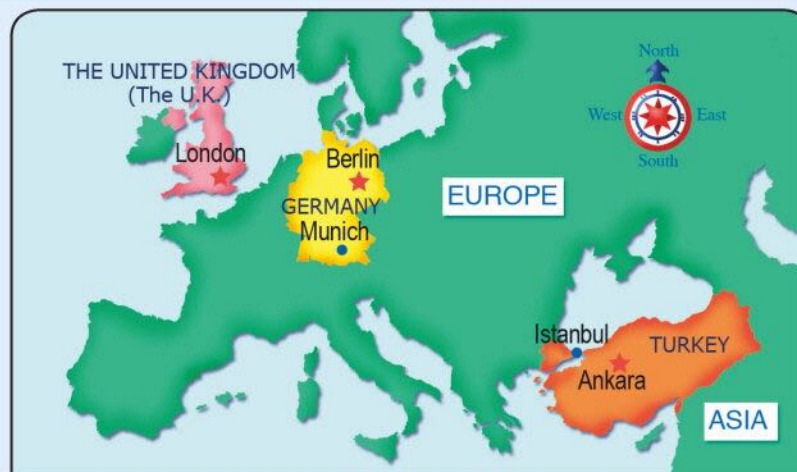 THE UNITED KINGDOM
(The U.K.)
London
Berlin
GERMANY
Munich
EUROPE
North
West
East
South
Istanbul
TURKEY
Ankara
ASIA